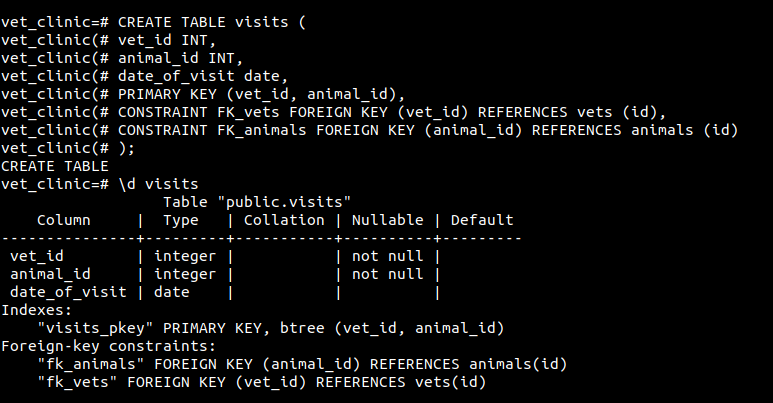 vet_clinic=# CREATE TABLE visits (
vet_clinic(# vet_id INT,
vet_clinic(# animal_id INT,
vet_clinic(# date_of_visit date,
vet_clinic(# PRIMARY KEY (vet_id, animal_id),
vet_clinic(# CONSTRAINT FK_vets FOREIGN KEY (vet_id) REFERENCES vets (id),
vet_clinic(# CONSTRAINT FK_animals FOREIGN KEY (animal_id) REFERENCES animals (id)
vet_clinic(# );
CREATE TABLE
vet_clinic=# \d visits
                  Table "public.visits"
    Column     |  Type   | Collation | Nullable | Default 
---------------+---------+-----------+----------+---------
 vet_id        | integer |           | not null | 
 animal_id     | integer |           | not null | 
 date_of_visit | date    |           |          | 
Indexes:
    "visits_pkey" PRIMARY KEY, btree (vet_id, animal_id)
Foreign-key constraints:
    "fk_animals" FOREIGN KEY (animal_id) REFERENCES animals(id)
    "fk_vets" FOREIGN KEY (vet_id) REFERENCES vets(id)